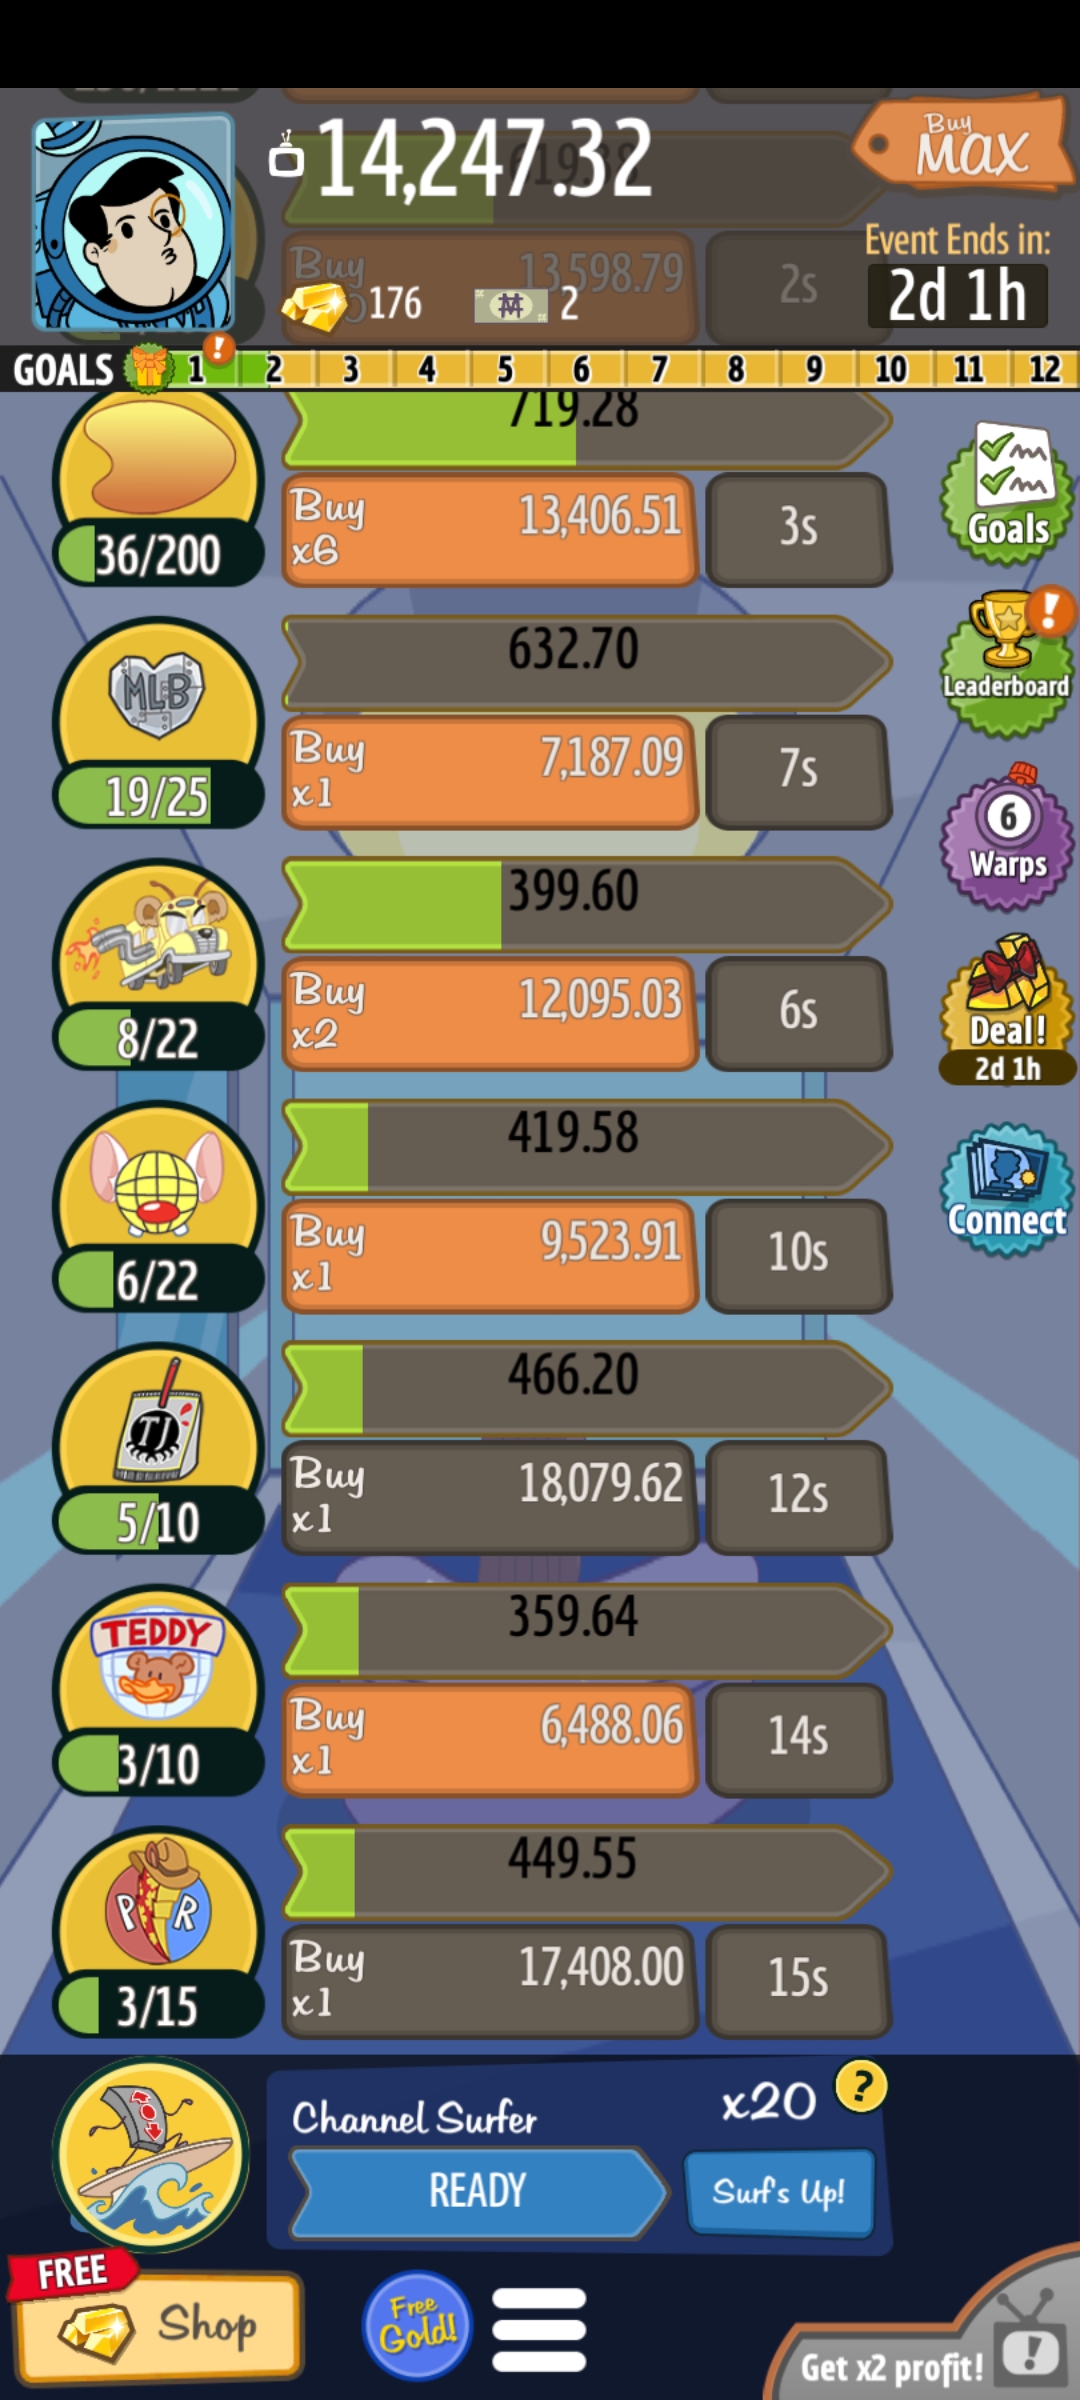 14,247.32
Buy
MAX
619.38
Event Ends in:
Buy
13,598.79
2s
176
2
2d 1h
GOALS
1
!
2
3
4
5
6
7
8
9
10
11
12
719.28
36/200
Buy
x6
13,406.51
3s
Goals
MLB
632.70
!
Leaderboard
19/25
Buy
x1
7,187.09
7s
6
Warps
399.60
8/22
Buy
x2
12,095.03
6s
Deal!
2d 1h
419.58
6/22
Buy
x1
9,523.91
10s
Connect
TJ
466.20
5/10
Buy
x1
18,079.62
12s
TEDDY
359.64
3/10
Buy
x1
6,488.06
14s
P R
449.55
3/15
Buy
x1
17,408.00
15s
Channel Surfer
x20
?
READY
Surf's Up!
FREE
Shop
Free
Gold!
Get x2 profit!
!